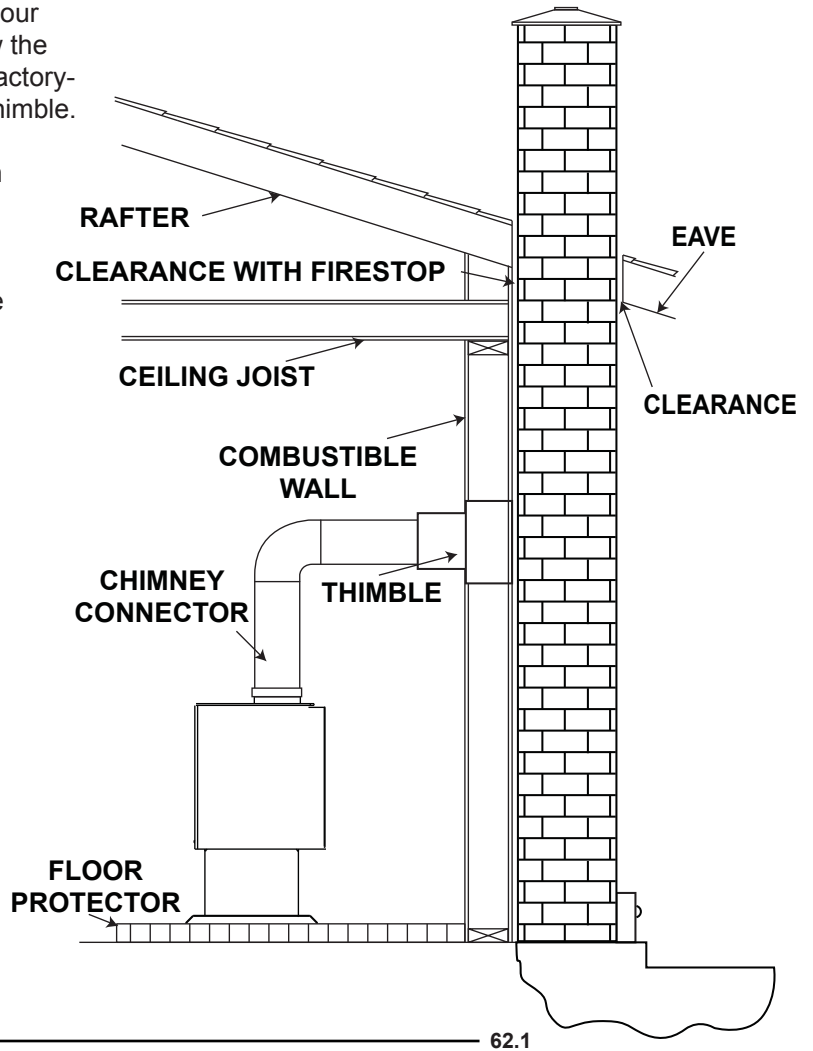 our
the
actory-
himble.
RAFTER
EAVE
CLEARANCE WITH FIRESTOP
CEILING JOIST
CLEARANCE
COMBUSTIBLE
WALL
CHIMNEY
CONNECTOR
THIMBLE
FLOOR
PROTECTOR
62.1